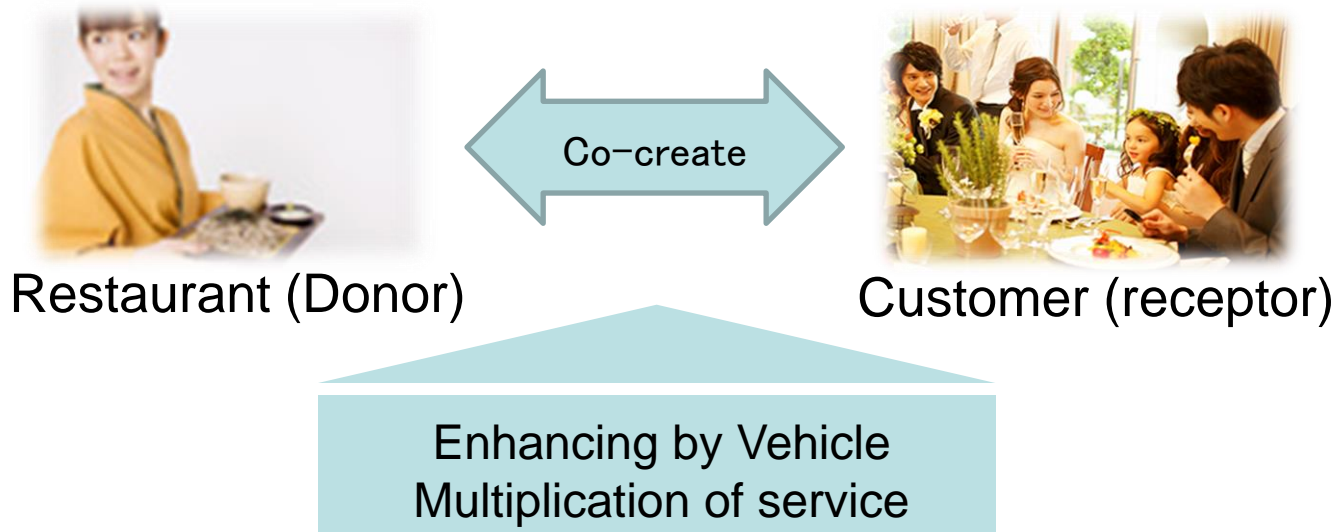 Co-create
Restaurant (Donor)
Customer (receptor)
Enhancing by Vehicle
Multiplication of service